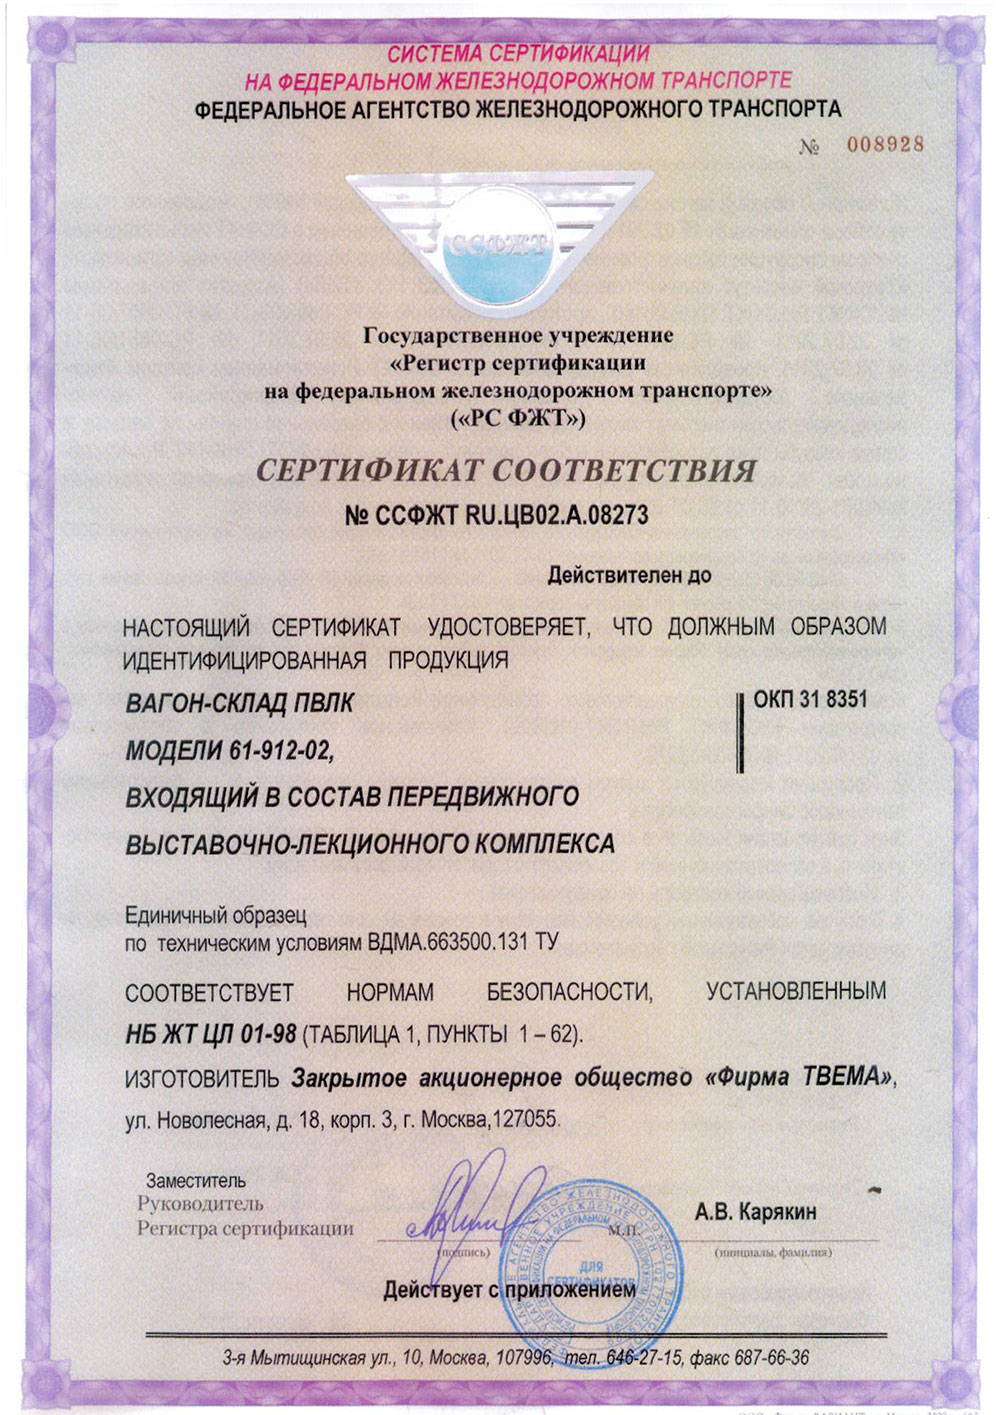 СИСТЕМА СЕРТИФИКАЦИИ
НА ФЕДЕРАЛЬНОМ ЖЕЛЕЗНОДОРОЖНОМ ТРАНСПОРТЕ
ФЕДЕРАЛЬНОЕ АГЕНТСТВО ЖЕЛЕЗНОДОРОЖНОГО ТРАНСПОРТА
№ 008928
ССФЖТ
Государственное учреждение
«Регистр сертификации
на федеральном железнодорожном транспорте»
(«РС ФЖТ»)
СЕРТИФИКАТ СООТВЕТСТВИЯ
№ ССФЖТ RU.ЦВ02.А.08273
Действителен до
НАСТОЯЩИЙ СЕРТИФИКАТ УДОСТОВЕРЯЕТ, ЧТО ДОЛЖНЫМ ОБРАЗОМ
ИДЕНТИФИЦИРОВАННАЯ ПРОДУКЦИЯ
ВАГОН-СКЛАД ПВЛК
ОКП 31 8351
МОДЕЛИ 61-912-02,
ВХОДЯЩИЙ В СОСТАВ ПЕРЕДВИЖНОГО
ВЫСТАВОЧНО-ЛЕКЦИОННОГО КОМПЛЕКСА
Единичный образец
по техническим условиям ВДМА.663500.131 ТУ
СООТВЕТСТВУЕТ НОРМАМ БЕЗОПАСНОСТИ, УСТАНОВЛЕННЫМ
НБ ЖТ ЦЛ 01-98 (ТАБЛИЦА 1, ПУНКТЫ 1 – 62).
ИЗГОТОВИТЕЛЬ Закрытое акционерное общество «Фирма ТВЕМА»,
ул. Новолесная, д. 18, корп. 3, г. Москва,127055.
Заместитель
Руководитель
Регистра сертификации
(подпись)
М.П.
А.В. Карякин
(инициалы, фамилия)
ДЛЯ
СЕРТИФИКАТОВ
Действует с приложением
3-я Мытищинская ул., 10, Москва, 107996, тел. 646-27-15, факс 687-66-36